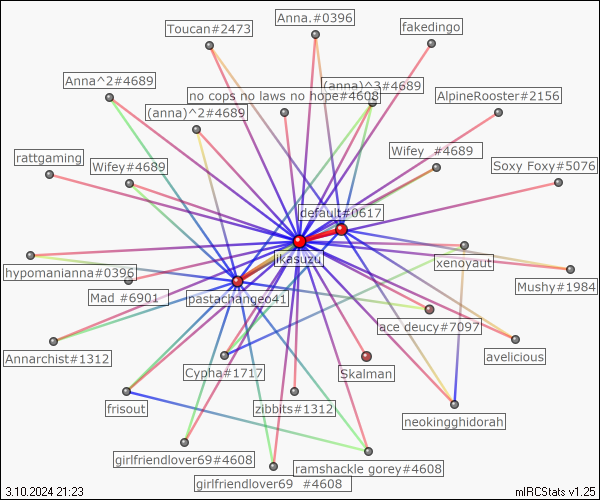 Anna.#0396
Toucan#2473
fakedingo
Anna^2#4689
(anna)^3#4689
no cops no laws no hope#4608
AlpineRooster#2156
(anna)^2#4689
rattgaming
Wifey#4689
Wifey #4689
Soxy Foxy#5076
default#0617
ikasuzu
xenoyaut
hypomanianna#0396
Mad #6901
pastachangeo41
Mushy#1984
ace deucy#7097
Annarchist#1312
avelicious
Cypha#1717
Skalman
frisout
zibbits#1312
neokingghidorah
girlfriendlover69#4608
ramshackle gorey#4608
girlfriendlover69 #4608
3.10.2024 21:23
mIRCStats v1.25